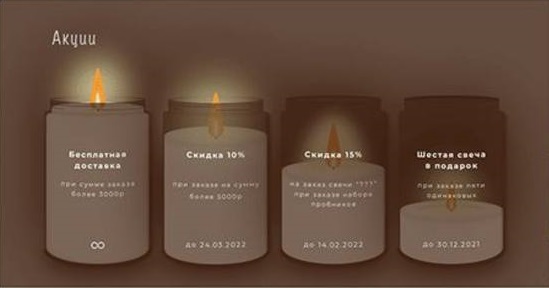 Акции
Бесплатная
доставка
при сумме заказа
более 3000р
∞
Скидка 10%
при заказе на сумму
более 5000р
до 24.03.2022
Скидка 15%
на заказ свечи "???"
при заказе набора
пробников
до 14.02.2022
Шестая свеча
в подарок
при заказе пяти
одинаковых
до 30.12.2021